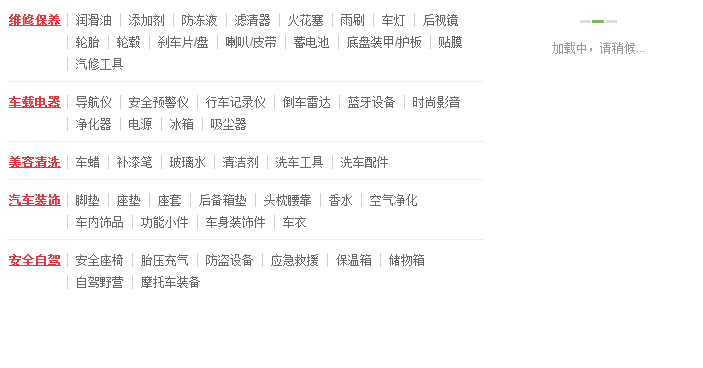 维修保养 润滑油 添加剂 防冻液 滤清器 火花塞 雨刷 车灯 后视镜
轮胎 轮毂 刹车片/盘 喇叭/皮带 蓄电池 底盘装甲/护板 贴膜
汽修工具
车载电器 导航仪 安全预警仪 行车记录仪 倒车雷达 蓝牙设备 时尚影音
净化器 电源 冰箱 吸尘器
美容清洗 车蜡 补漆笔 玻璃水 清洁剂 洗车工具 洗车配件
汽车装饰 脚垫 座垫 座套 后备箱垫 头枕腰靠 香水 空气净化
车内饰品 功能小件 车身装饰件 车衣
安全自驾 安全座椅 胎压充气 防盗设备 应急救援 保温箱 储物箱
自驾野营 摩托车装备
加载中，请稍候...